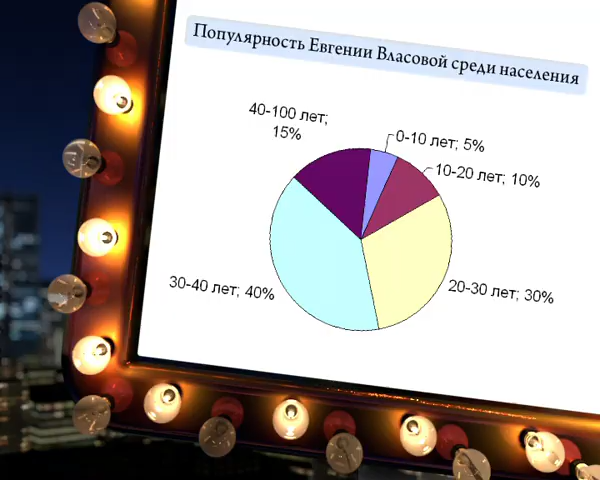 Популярность Евгении Власовой среди населения
40-100 лет;
15%
0-10 лет; 5%
10-20 лет; 10%
20-30 лет; 30%
30-40 лет; 40%